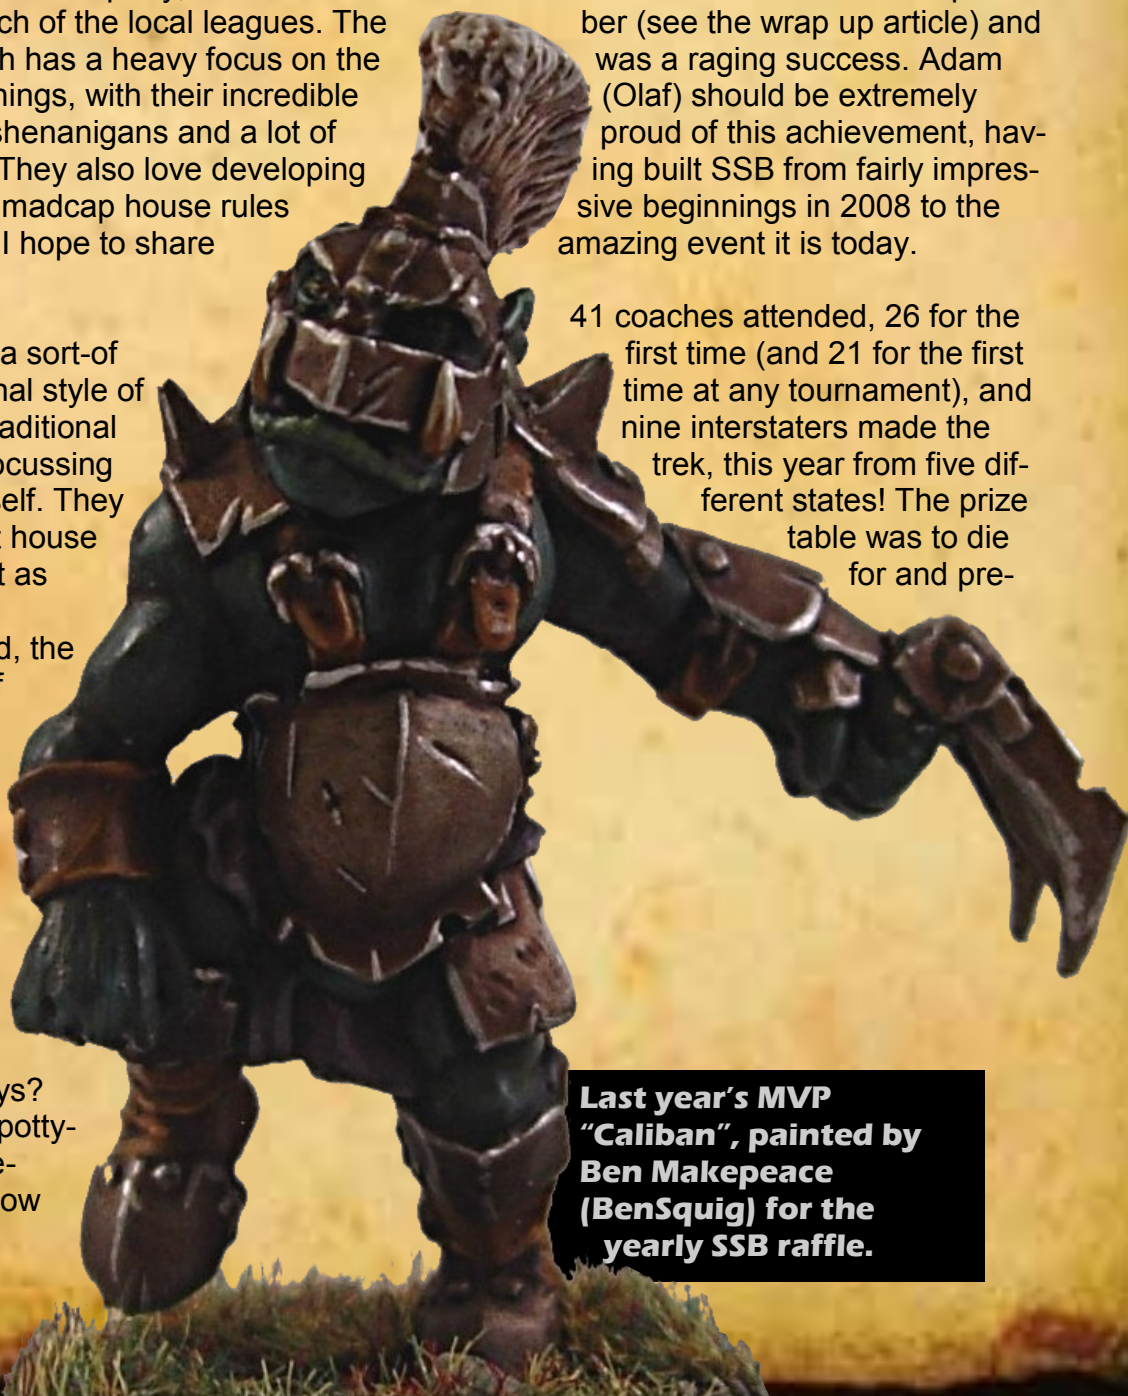 ch of the local leagues. The
h has a heavy focus on the
nings, with their incredible
shenanigans and a lot of
They also love developing
madcap house rules
I hope to share
a sort-of
nal style of
aditional
ocussing
self. They
t house
t as
d, the
f
ys?
potty-
e-
ow
ber (see the wrap up article) and
was a raging success. Adam
(Olaf) should be extremely
proud of this achievement, hav-
ing built SSB from fairly impres-
sive beginnings in 2008 to the
amazing event it is today.
41 coaches attended, 26 for the
first time (and 21 for the first
time at any tournament), and
nine interstaters made the
trek, this year from five dif-
ferent states! The prize
table was to die
for and pre-
Last year's MVP
“Caliban”, painted by
Ben Makepeace
(BenSquig) for the
yearly SSB raffle.